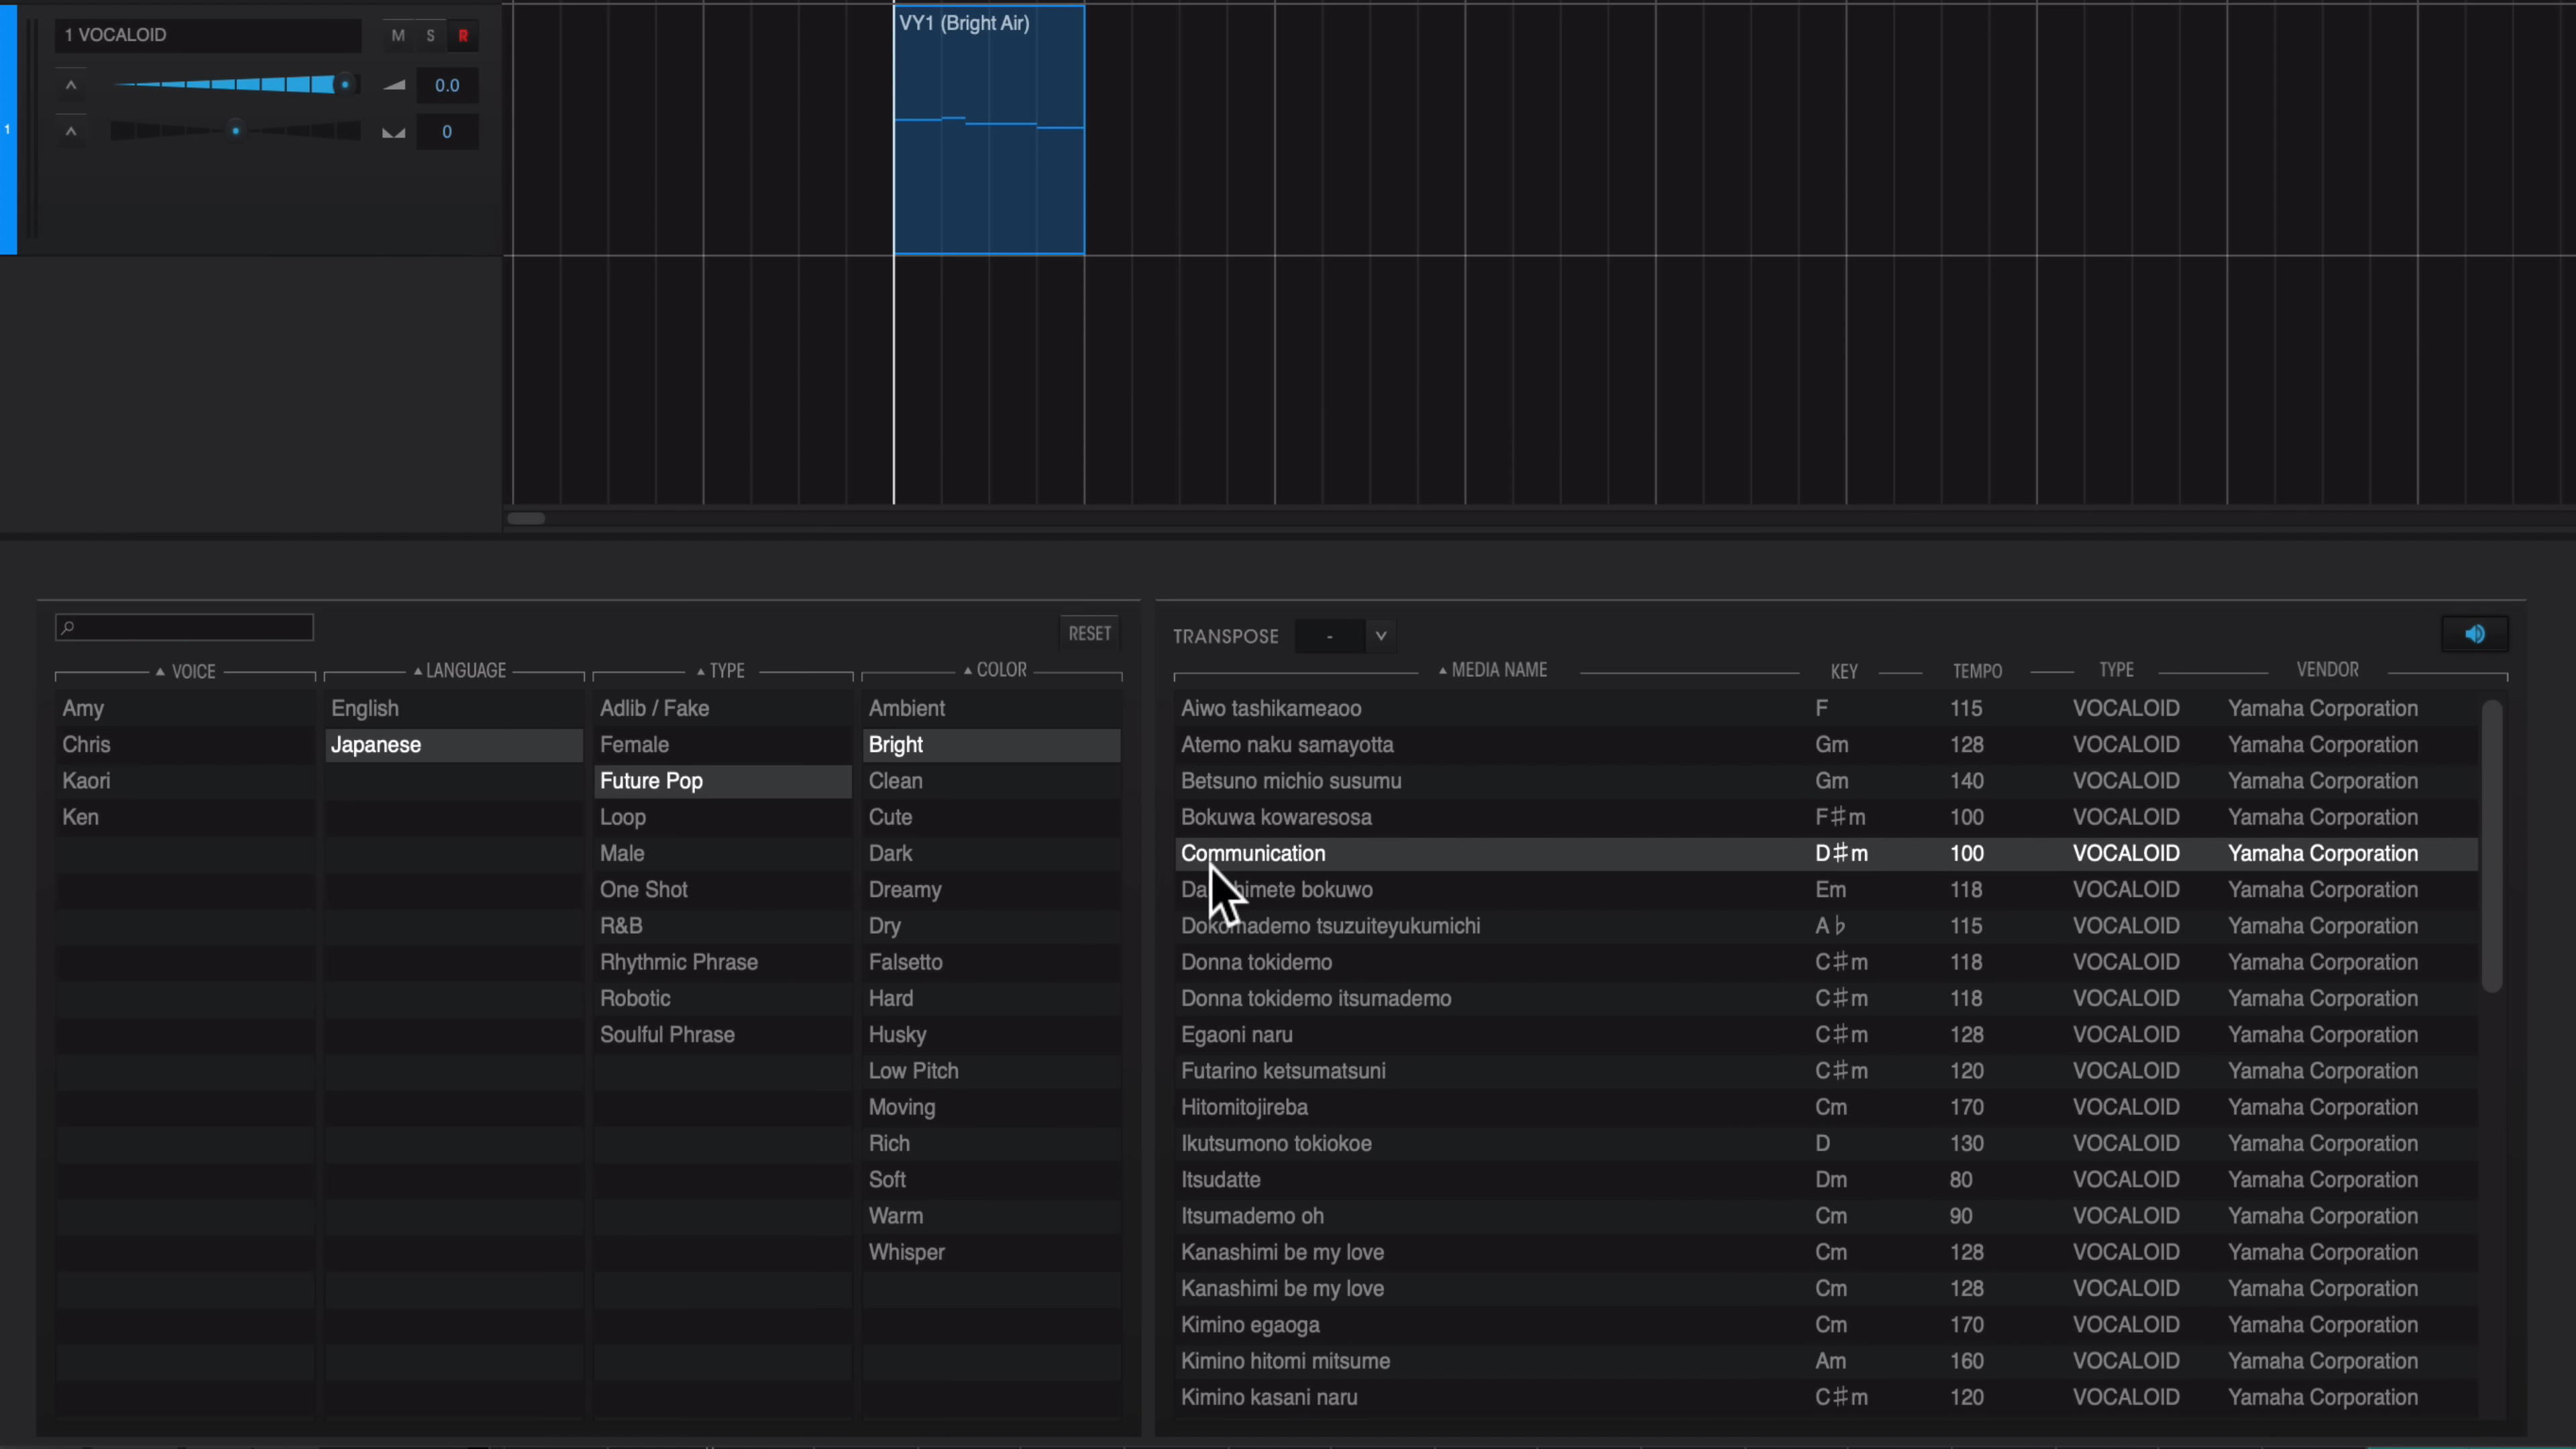 1 VOCALOID M S R
VY1 (Bright Air)
0.0
1
0
RESET
TRANSPOSE -
VOICE LANGUAGE TYPE COLOR
MEDIA NAME KEY TEMPO TYPE VENDOR
Amy English Adlib / Fake Ambient
Chris Japanese Female Bright
Kaori Future Pop Clean
Ken Loop Cute
Male Dark
One Shot Dreamy
R&B Dry
Rhythmic Phrase Falsetto
Robotic Hard
Soulful Phrase Husky
Low Pitch
Moving
Rich
Soft
Warm
Whisper
Aiwo tashikameaoo F 115 VOCALOID Yamaha Corporation
Atemo naku samayotta Gm 128 VOCALOID Yamaha Corporation
Betsuno michio susumu Gm 140 VOCALOID Yamaha Corporation
Bokuwa kowaresosa F♯m 100 VOCALOID Yamaha Corporation
Communication D♯m 100 VOCALOID Yamaha Corporation
bokuwo Em 118 VOCALOID Yamaha Corporation
Dokomademo tsuzuiteyukumichi A♭ 115 VOCALOID Yamaha Corporation
Donna tokidemo C♯m 118 VOCALOID Yamaha Corporation
Donna tokidemo itsumademo C♯m 118 VOCALOID Yamaha Corporation
Egaoni naru C♯m 128 VOCALOID Yamaha Corporation
Futarino ketsumatsuni C♯m 120 VOCALOID Yamaha Corporation
Hitomitojireba Cm 170 VOCALOID Yamaha Corporation
Ikutsumono tokiokoe D 130 VOCALOID Yamaha Corporation
Itsudatte Dm 80 VOCALOID Yamaha Corporation
Itsumademo oh Cm 90 VOCALOID Yamaha Corporation
Kanashimi be my love Cm 128 VOCALOID Yamaha Corporation
Kanashimi be my love Cm 128 VOCALOID Yamaha Corporation
Kimino egaoga Cm 170 VOCALOID Yamaha Corporation
Kimino hitomi mitsume Am 160 VOCALOID Yamaha Corporation
Kimino kasani naru C♯m 120 VOCALOID Yamaha Corporation